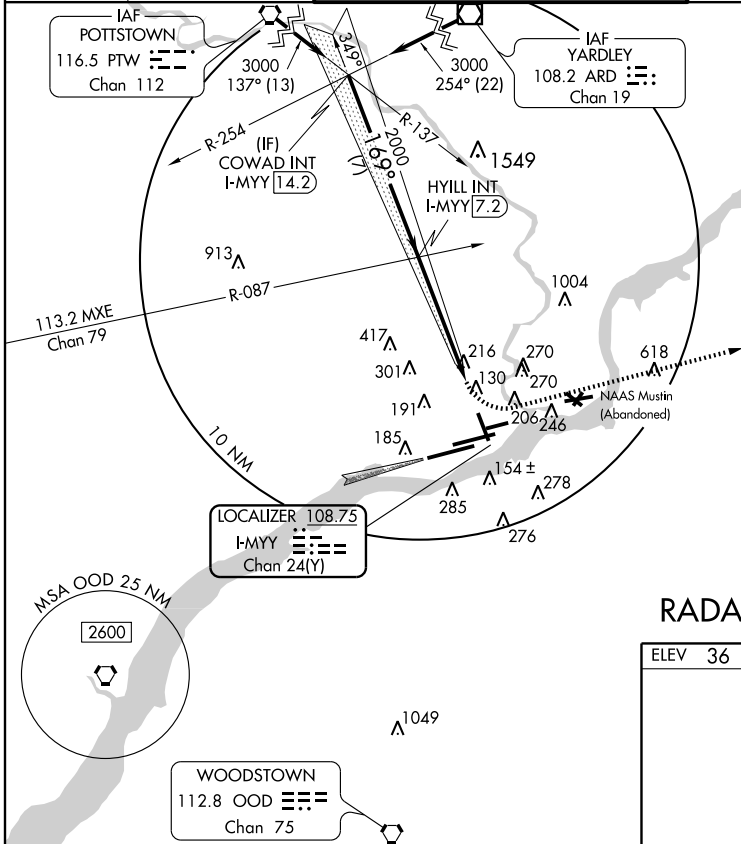 IAF
POTTSTOWN
116.5 PTW
Chan 112
IAF
YARDLEY
108.2 ARD
Chan 19
3000
137° (13)
349°
3000
254° (22)
R-254
R-137
(IF)
COWAD INT
I-MYY 14.2
2000
169°
(7)
1549
HYILL INT
I-MYY 7.2
913
R-087
1004
113.2 MXE
Chan 79
417
216
270
618
301
130
270
191
206
246
NAAS Mustin
(Abandoned)
185
10 NM
154 ±
278
285
276
LOCALIZER 108.75
I-MYY
Chan 24(Y)
MSA OOD 25 NM
2600
RADA
ELEV 36
1049
WOODSTOWN
112.8 OOD
Chan 75